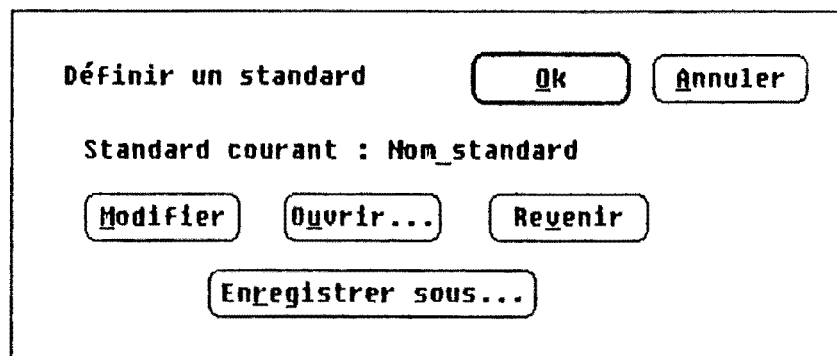 Définir un standard Ok Annuler
Standard courant : Nom_standard
Modifier Ouvrir... Revenir
Enregistrer sous...